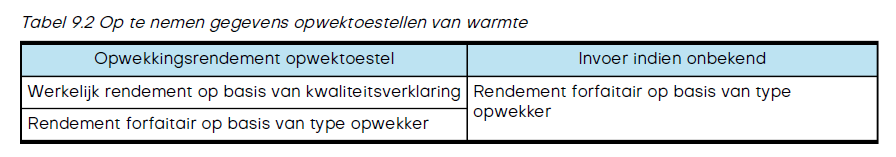 Tabel 9.2 Op te nemen gegevens opwektoestellen van warmte
Opwekkingsrendement opwektoestel
Invoer indien onbekend
Werkelijk rendement op basis van kwaliteitsverklaring
Rendement forfaitair op basis van type
opwekker
Rendement forfaitair op basis van type opwekker